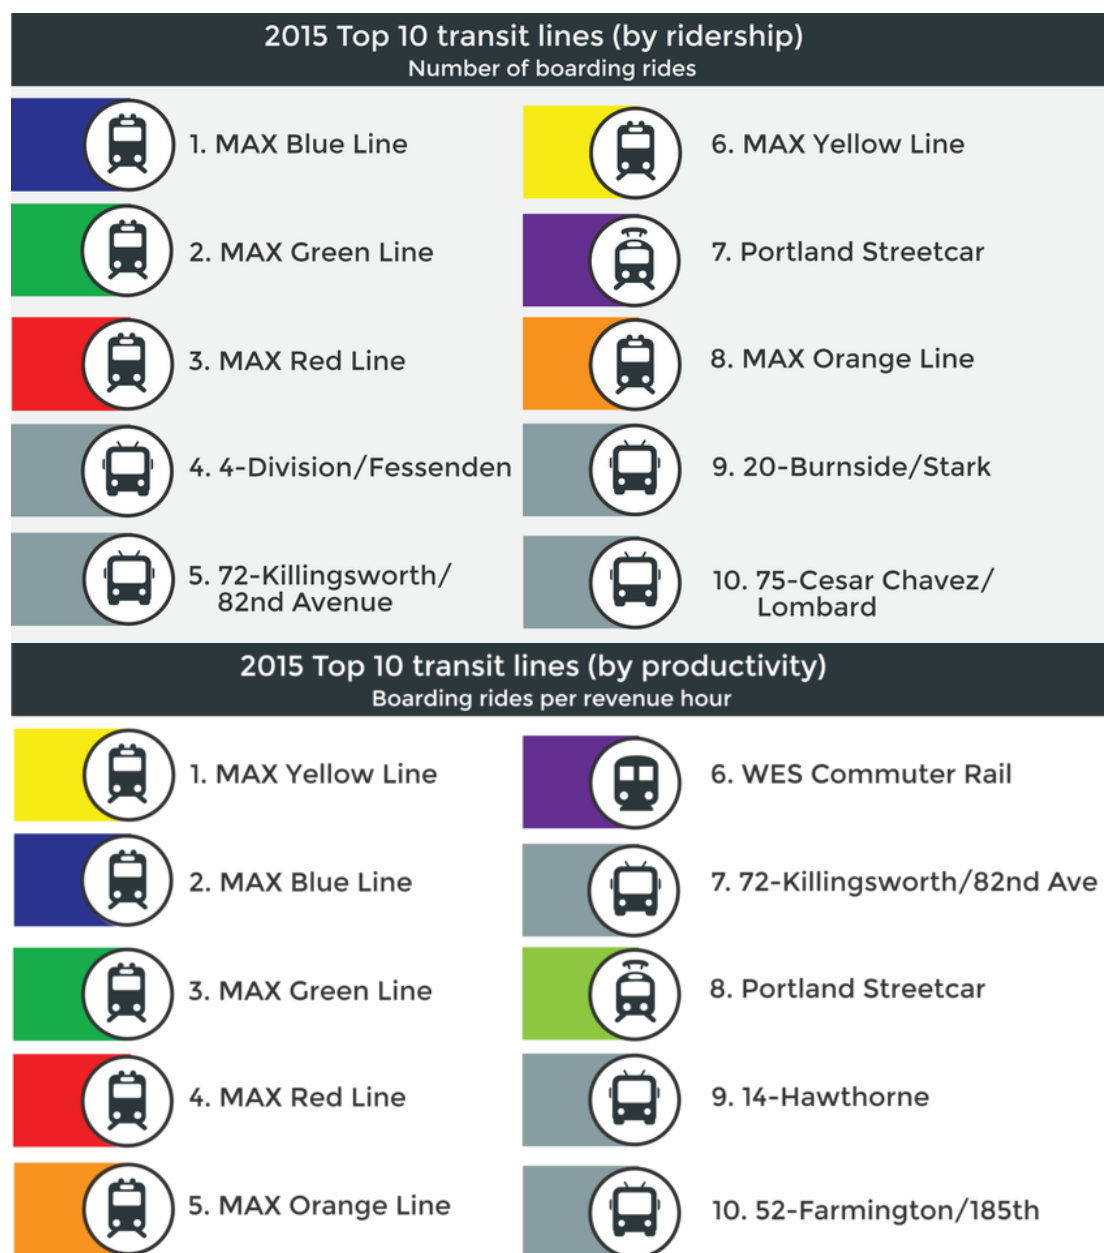 2015 Top 10 transit lines (by ridership)
Number of boarding rides
1. MAX Blue Line
2. MAX Green Line
3. MAX Red Line
4. 4-Division/Fessenden
5. 72-Killingsworth/
82nd Avenue
6. MAX Yellow Line
7. Portland Streetcar
8. MAX Orange Line
9. 20-Burnside/Stark
10. 75-Cesar Chavez/
Lombard
2015 Top 10 transit lines (by productivity)
Boarding rides per revenue hour
1. MAX Yellow Line
2. MAX Blue Line
3. MAX Green Line
4. MAX Red Line
5. MAX Orange Line
6. WES Commuter Rail
7. 72-Killingsworth/82nd Ave
8. Portland Streetcar
9. 14-Hawthorne
10. 52-Farmington/185th